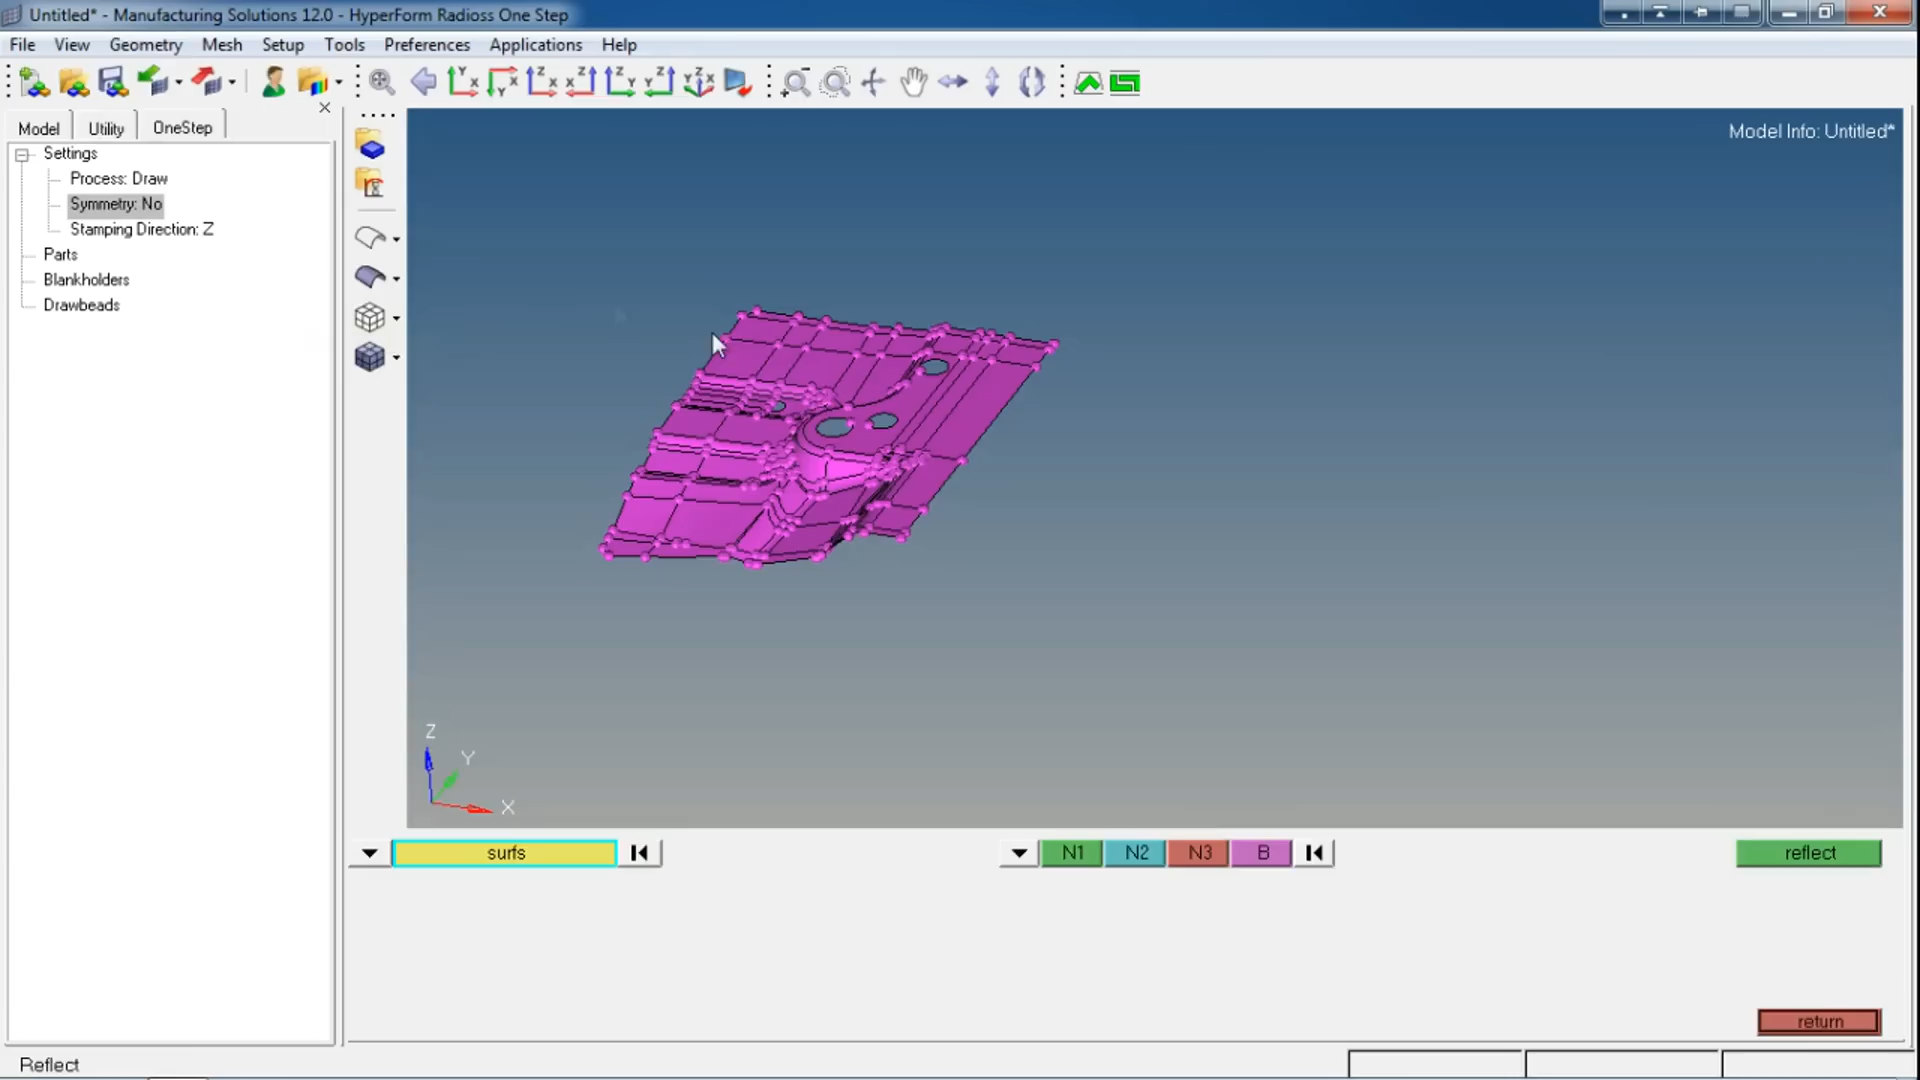 Untitled* - Manufacturing Solutions 12.0 - HyperForm Radioss One Step
File View Geometry Mesh Setup Tools Preferences Applications Help
Model Utility OneStep
Settings
Process: Draw
Symmetry: No
Stamping Direction: Z
Parts
Blankholders
Drawbeads
Model Info: Untitled*
Z
Y
X
surfs N1 N2 N3 B reflect
return
Reflect